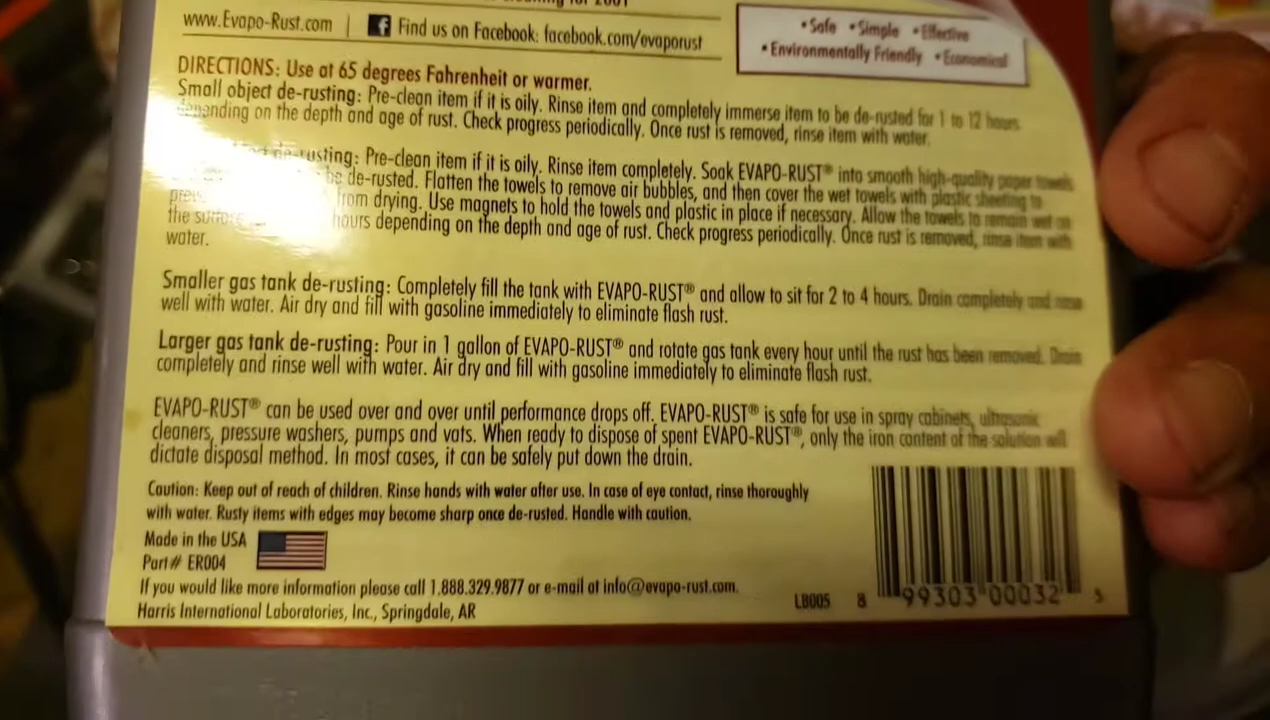 www.Evapo-Rust.com | f Find us on Facebook: facebook.com/evaporust
•Safe •Simple •Effective
•Environmentally Friendly •Economical
DIRECTIONS: Use at 65 degrees Fahrenheit or warmer.
Small object de-rusting: Pre-clean item if it is oily. Rinse item and completely immerse item to be de-rusted for 1 to 12 hours
depending on the depth and age of rust. Check progress periodically. Once rust is removed, rinse item with water.
de-rusting: Pre-clean item if it is oily. Rinse item completely. Soak EVAPO-RUST® into smooth high-quality paper towels
be de-rusted. Flatten the towels to remove air bubbles, and then cover the wet towels with plastic sheeting to
from drying. Use magnets to hold the towels and plastic in place if necessary. Allow the towels to remain wet on
the hours depending on the depth and age of rust. Check progress periodically. Once rust is removed, rinse item with
water.
Smaller gas tank de-rusting: Completely fill the tank with EVAPO-RUST® and allow to sit for 2 to 4 hours. Drain completely and rinse
well with water. Air dry and fill with gasoline immediately to eliminate flash rust.
Larger gas tank de-rusting: Pour in 1 gallon of EVAPO-RUST® and rotate gas tank every hour until the rust has been removed. Drain
completely and rinse well with water. Air dry and fill with gasoline immediately to eliminate flash rust.
EVAPO-RUST® can be used over and over until performance drops off. EVAPO-RUST® is safe for use in spray cabinets, ultrasonic
cleaners, pressure washers, pumps and vats. When ready to dispose of spent EVAPO-RUST®, only the iron content of the solution will
dictate disposal method. In most cases, it can be safely put down the drain.
Caution: Keep out of reach of children. Rinse hands with water after use. In case of eye contact, rinse thoroughly
with water. Rusty items with edges may become sharp once de-rusted. Handle with caution.
Made in the USA
Part# ER004
If you would like more information please call 1.888.329.9877 or e-mail at info@evapo-rust.com.
Harris International Laboratories, Inc., Springdale, AR
LB005 8 99303 00032 5